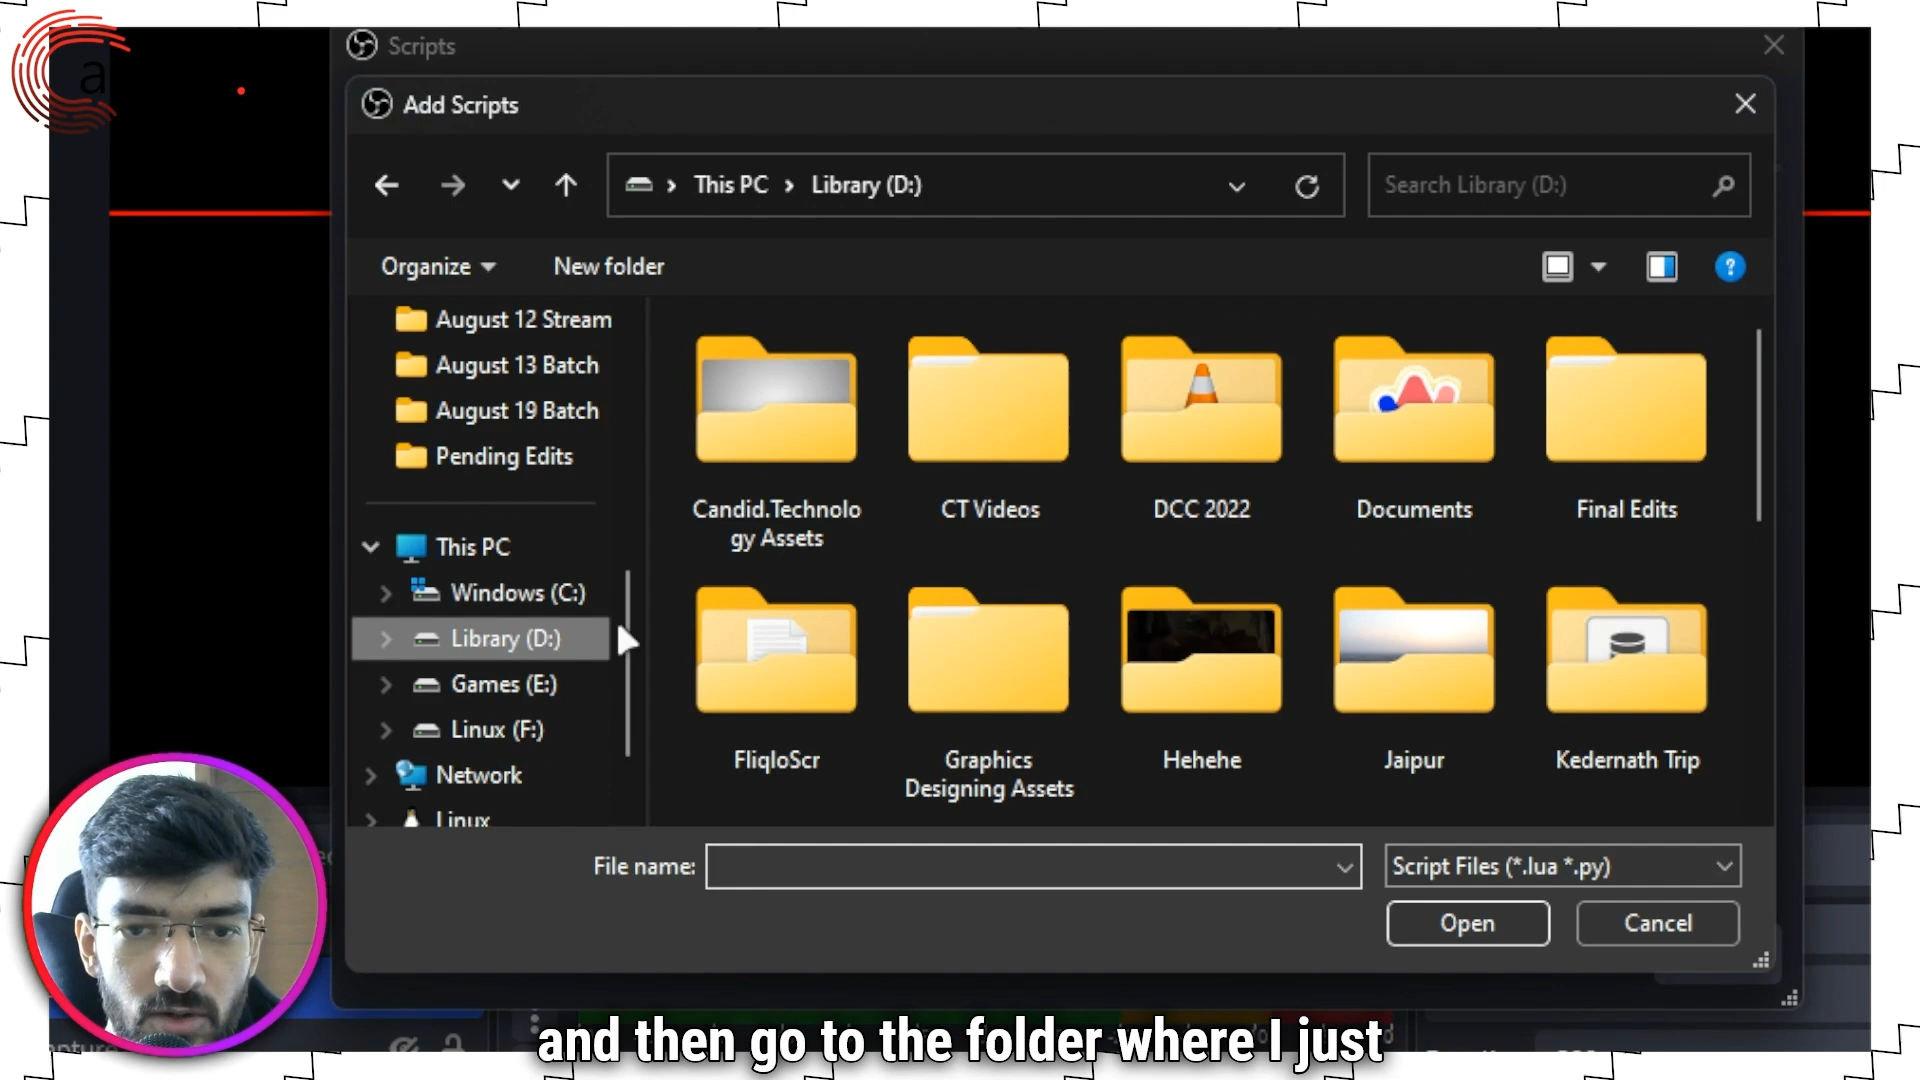 a
Scripts
Add Scripts
This PC
Library (D:)
Search Library (D:)
Organize
New folder
August 12 Stream
August 13 Batch
August 19 Batch
Pending Edits
This PC
Windows (C:)
Library (D:)
Games (E:)
Linux (F:)
Network
Linux
Candid.Technolo
gy Assets
CT Videos
DCC 2022
Documents
Final Edits
FliqloScr
Graphics
Designing Assets
Hehehe
Jaipur
Kedernath Trip
File name:
Script Files (*.lua *.py)
Open
Cancel
and then go to the folder where I just